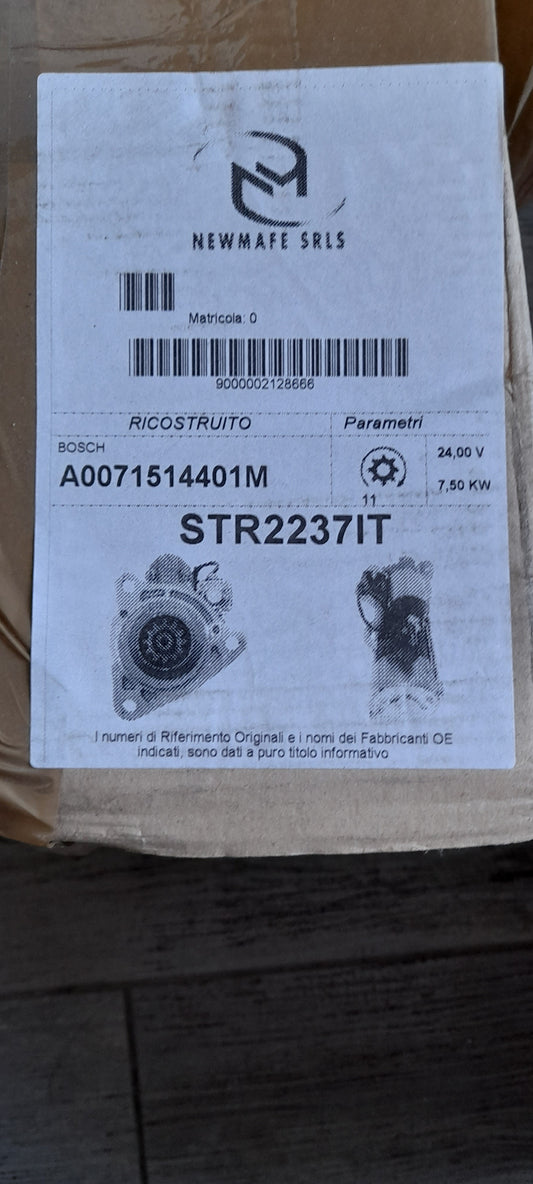 NEWMAFE SRLS
Matricola: 0
9000002128666
RICOSTRUITO
Parametri
BOSCH
A0071514401M
11
24,00 V
7,50 KW
STR2237IT
I numeri di Riferimento Originali e i nomi dei Fabbricanti OE
indicati, sono dati a puro titolo informativo